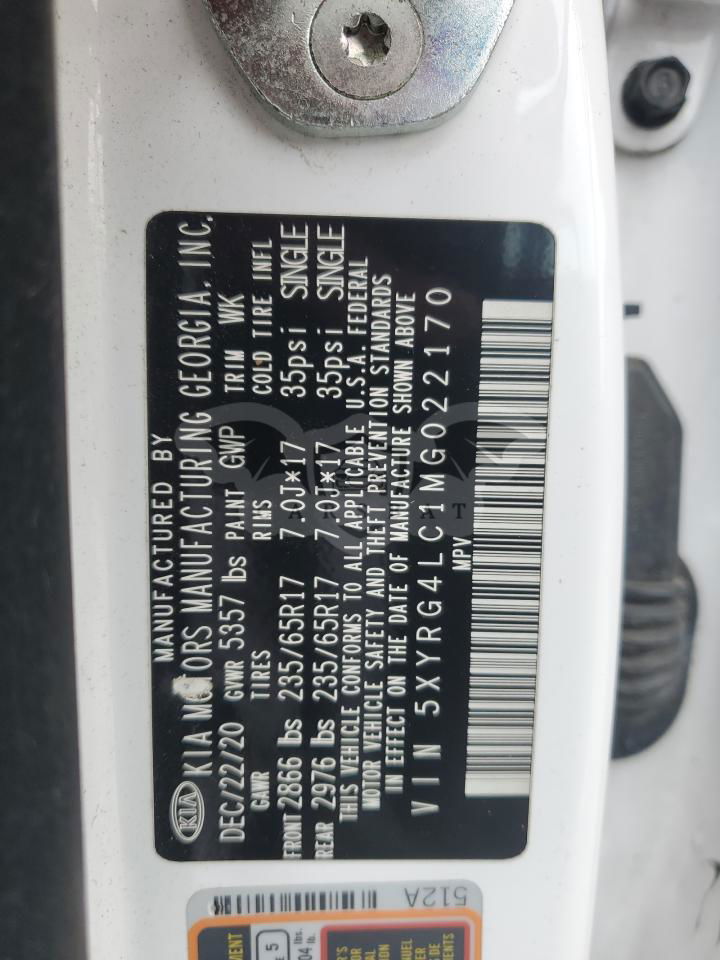 MANUFACTURED BY
KIA KIA MOTORS MANUFACTURING GEORGIA, INC.
DEC/22/20 GVWR 5357 lbs PAINT GWP TRIM WK
GAWR TIRES RIMS COLD TIRE INFL
FRONT 2866 lbs 235/65R17 7.0J*17 35psi SINGLE
REAR 2976 lbs 235/65R17 7.0J*17 35psi SINGLE
THIS VEHICLE CONFORMS TO ALL APPLICABLE U.S.A. FEDERAL
MOTOR VEHICLE SAFETY AND THEFT PREVENTION STANDARDS
IN EFFECT ON THE DATE OF MANUFACTURE SHOWN ABOVE
VIN 5XYRG4LC1MG022170
MPV
512A
5